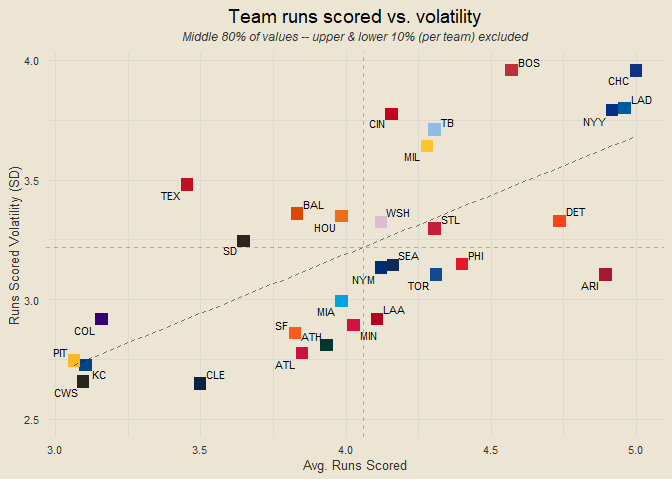 Team runs scored vs. volatility
Middle 80% of values -- upper & lower 10% (per team) excluded
4.0
BOS
CHC
LAD
NYY
CIN
TB
MIL
3.5
TEX
BAL
HOU
WSH
STL
DET
SD
SEA
PHI
NYM
TOR
ARI
3.0
MIA
COL
LAA
SF
MIN
ATH
PIT
ATL
KC
CLE
CWS
2.5
Runs Scored Volatility (SD)
3.0
3.5
4.0
4.5
5.0
Avg. Runs Scored